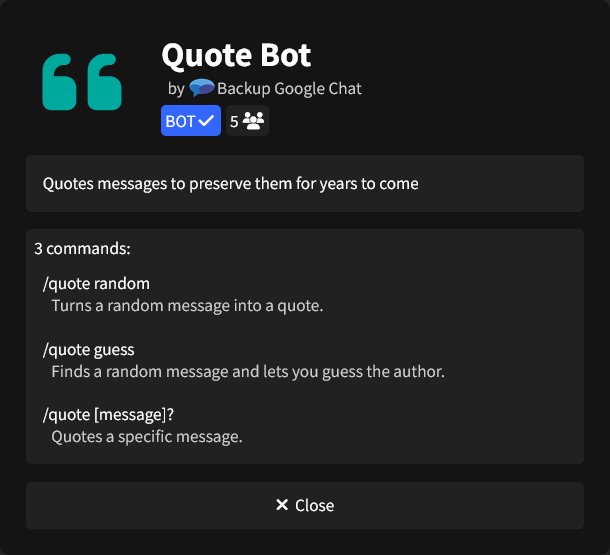 Quote Bot
by Backup Google Chat
BOT 5
Quotes messages to preserve them for years to come
3 commands:
/quote random
Turns a random message into a quote.
/quote guess
Finds a random message and lets you guess the author.
/quote [message]?
Quotes a specific message.
Close